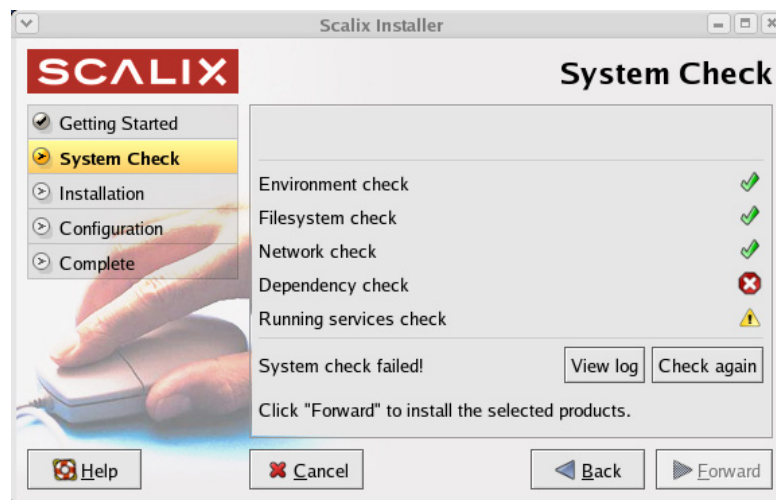 Scalix Installer
SCALIX
System Check
Getting Started
System Check
Installation
Configuration
Complete
Environment check
Filesystem check
Network check
Dependency check
Running services check
System check failed!
View log
Check again
Click "Forward" to install the selected products.
Help
Cancel
Back
Forward